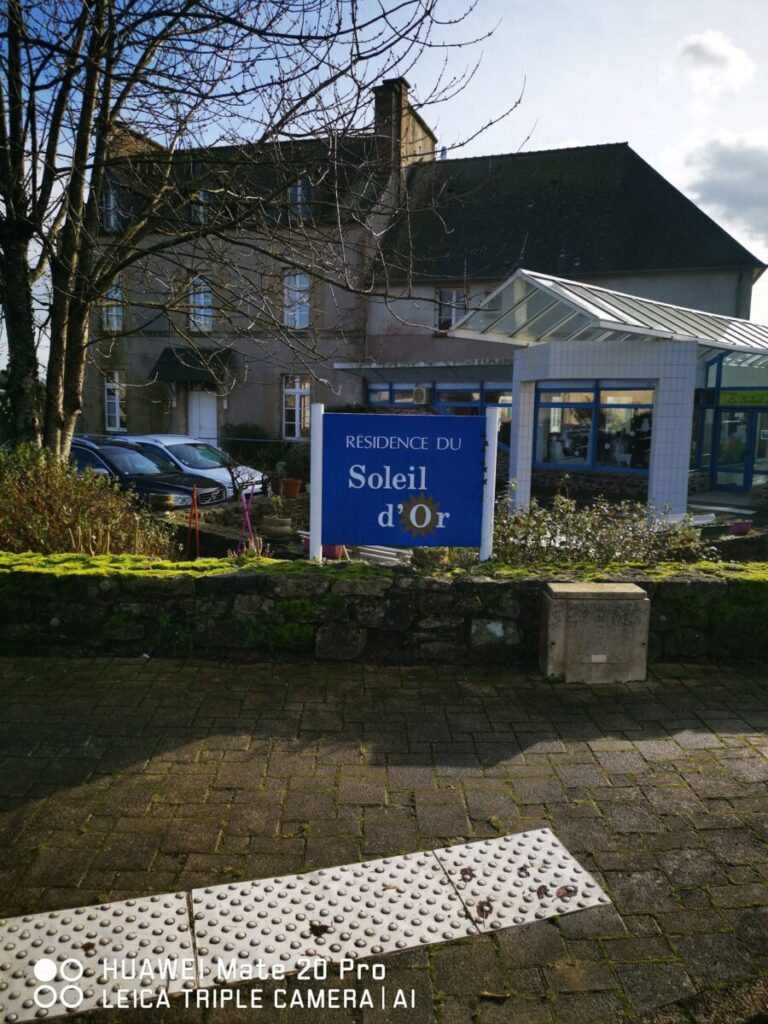 RÉSIDENCE DU
Soleil
d'Or
HUAWEI Mate 20 Pro
LEICA TRIPLE CAMERA | AI